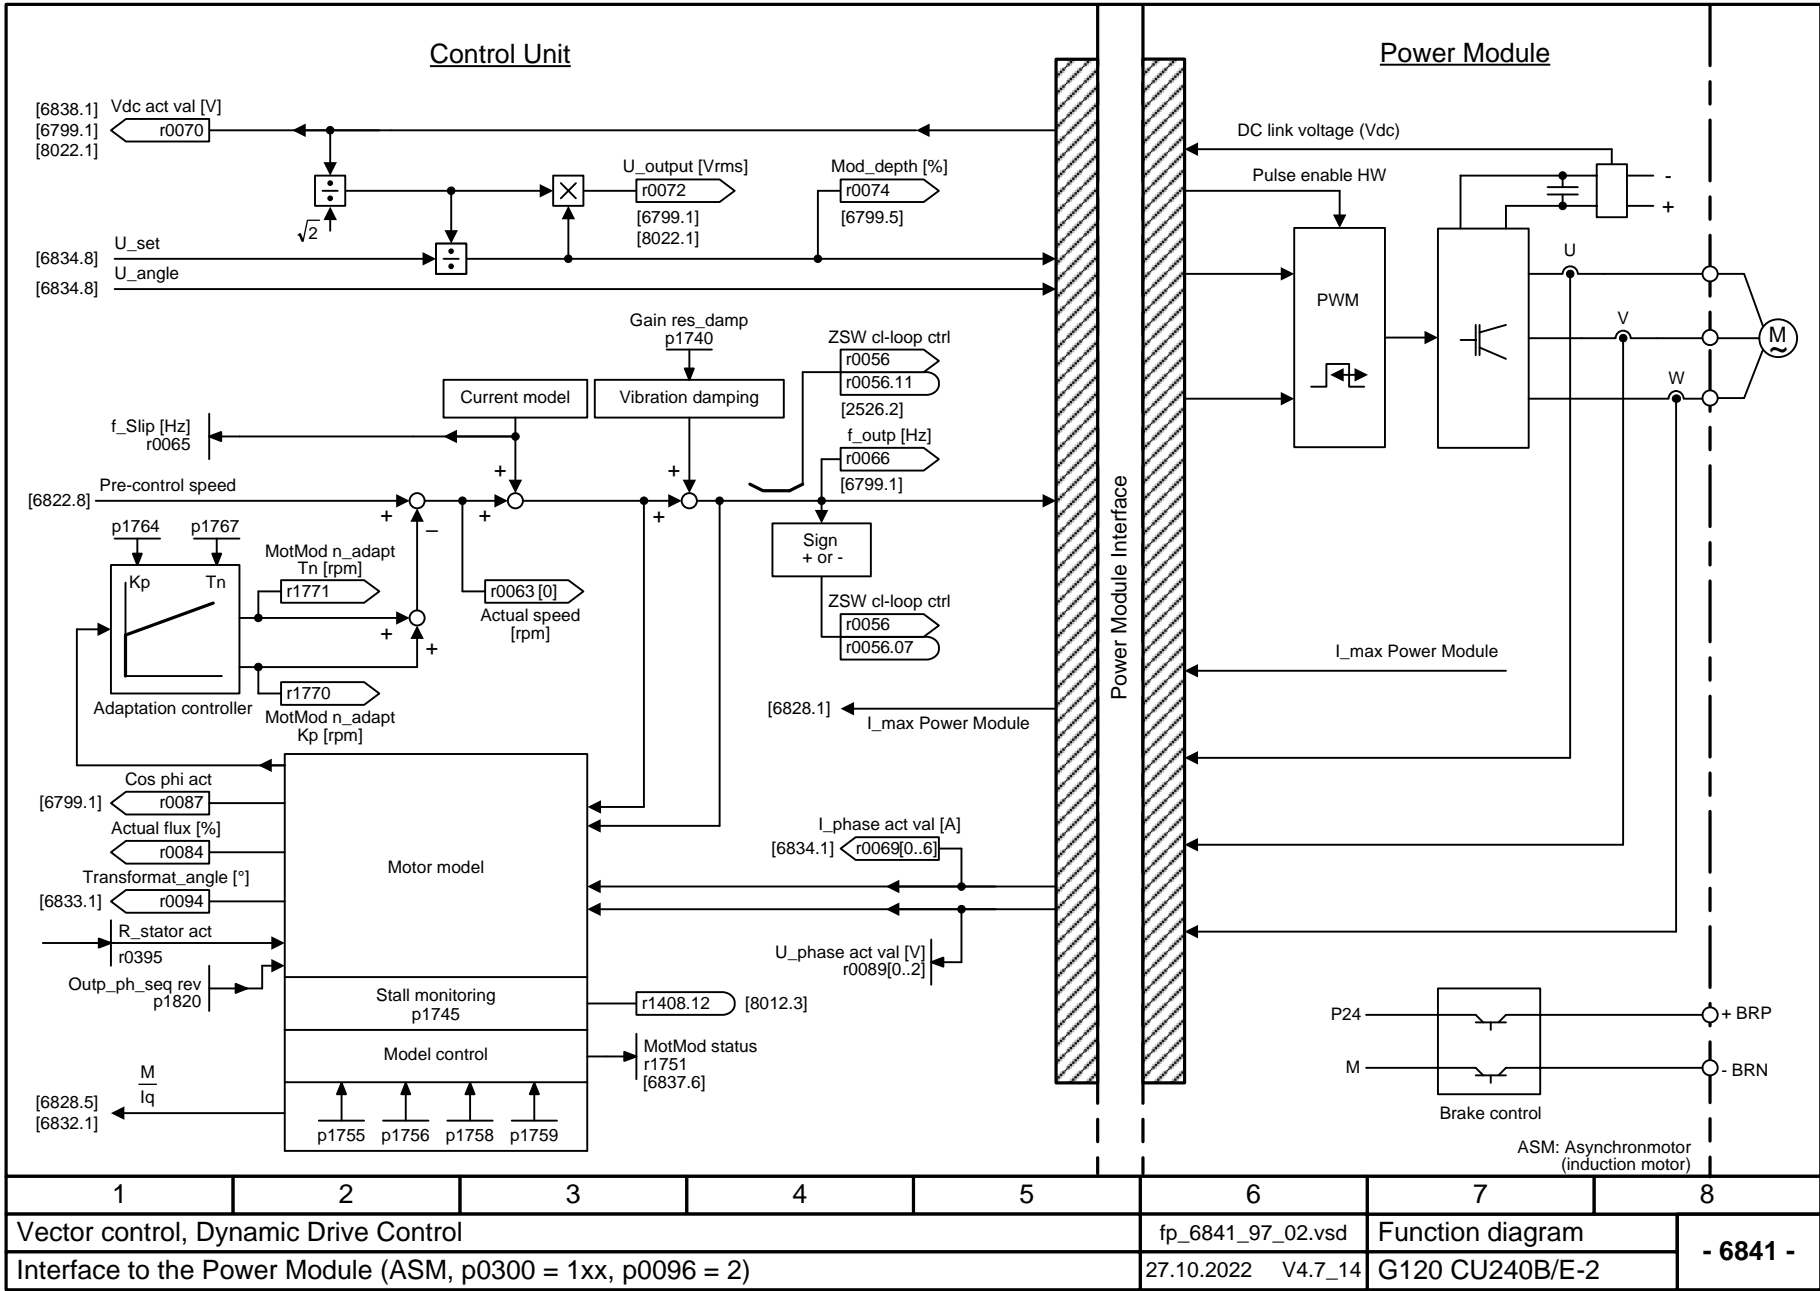 Control Unit
Power Module
[6838.1]
[6799.1]
[8022.1]
Vdc act val [V]
r0070
DC link voltage (Vdc)
Pulse enable HW
-
+
÷
√2
×
U_output [Vrms]
r0072
[6799.1]
[8022.1]
Mod_depth [%]
r0074
[6799.5]
U_set
[6834.8]
÷
U_angle
[6834.8]
PWM
U
V
W
M
~
Gain res_damp
p1740
Current model
Vibration damping
ZSW cl-loop ctrl
r0056
r0056.11
[2526.2]
f_outp [Hz]
r0066
[6799.1]
f_Slip [Hz]
r0065
+
+
Pre-control speed
[6822.8]
+
–
+
+
Sign
+ or -
ZSW cl-loop ctrl
r0056
r0056.07
p1764
p1767
Kp
Tn
Adaptation controller
MotMod n_adapt
Tn [rpm]
r1771
+
+
r1770
MotMod n_adapt
Kp [rpm]
r0063 [0]
Actual speed
[rpm]
Power Module Interface
I_max Power Module
[6828.1]
I_max Power Module
Cos phi act
[6799.1]
r0087
Actual flux [%]
r0084
Transformat_angle [°]
[6833.1]
r0094
R_stator act
r0395
Outp_ph_seq rev
p1820
Motor model
I_phase act val [A]
[6834.1]
r0069[0..6]
U_phase act val [V]
r0089[0..2]
Stall monitoring
p1745
r1408.12
[8012.3]
Model control
MotMod status
r1751
[6837.6]
M
Iq
[6828.5]
[6832.1]
p1755
p1756
p1758
p1759
P24
+ BRP
M
- BRN
Brake control
ASM: Asynchronmotor
(induction motor)
1
2
3
4
5
6
7
8
Vector control, Dynamic Drive Control
fp_6841_97_02.vsd
Function diagram
- 6841 -
Interface to the Power Module (ASM, p0300 = 1xx, p0096 = 2)
27.10.2022
V4.7_14
G120 CU240B/E-2